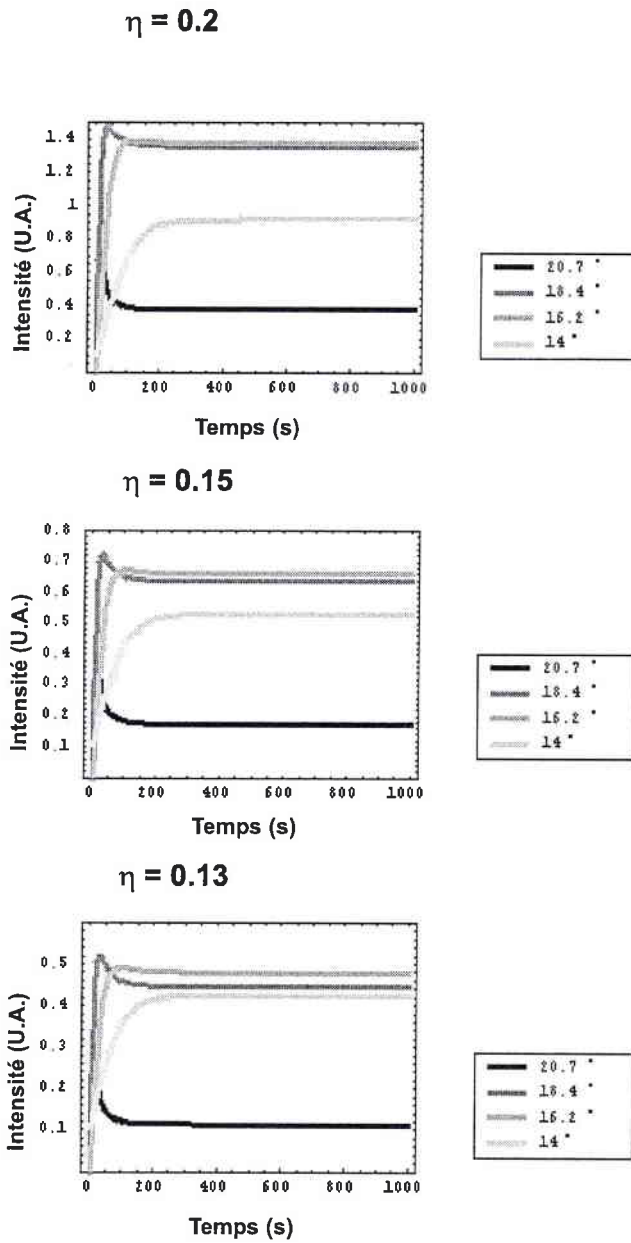 η = 0.2
1.4
1.2
1
0.8
0.6
0.4
0.2
Intensité (U.A.)
0 200 400 600 800 1000
Temps (s)
20.7 °
18.4 °
16.2 °
14 °
η = 0.15
0.8
0.7
0.6
0.5
0.4
0.3
0.2
0.1
Intensité (U.A.)
0 200 400 600 800 1000
Temps (s)
20.7 °
18.4 °
16.2 °
14 °
η = 0.13
0.5
0.4
0.3
0.2
0.1
Intensité (U.A.)
0 200 400 600 800 1000
Temps (s)
20.7 °
18.4 °
16.2 °
14 °